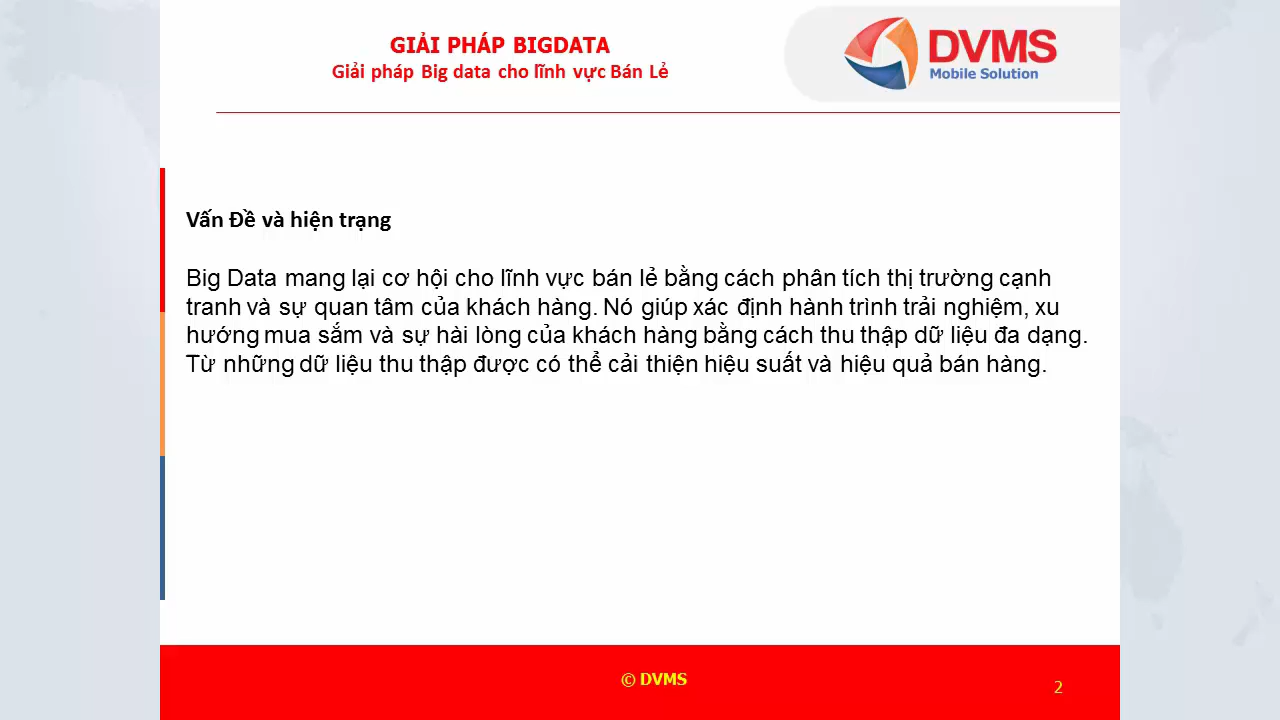 GIẢI PHÁP BIGDATA
Giải pháp Big data cho lĩnh vực Bán Lẻ
DVMS
Mobile Solution
Vấn Đề và hiện trạng
Big Data mang lại cơ hội cho lĩnh vực bán lẻ bằng cách phân tích thị trường cạnh
tranh và sự quan tâm của khách hàng. Nó giúp xác định hành trình trải nghiệm, xu
hướng mua sắm và sự hài lòng của khách hàng bằng cách thu thập dữ liệu đa dạng.
Từ những dữ liệu thu thập được có thể cải thiện hiệu suất và hiệu quả bán hàng.
© DVMS
2